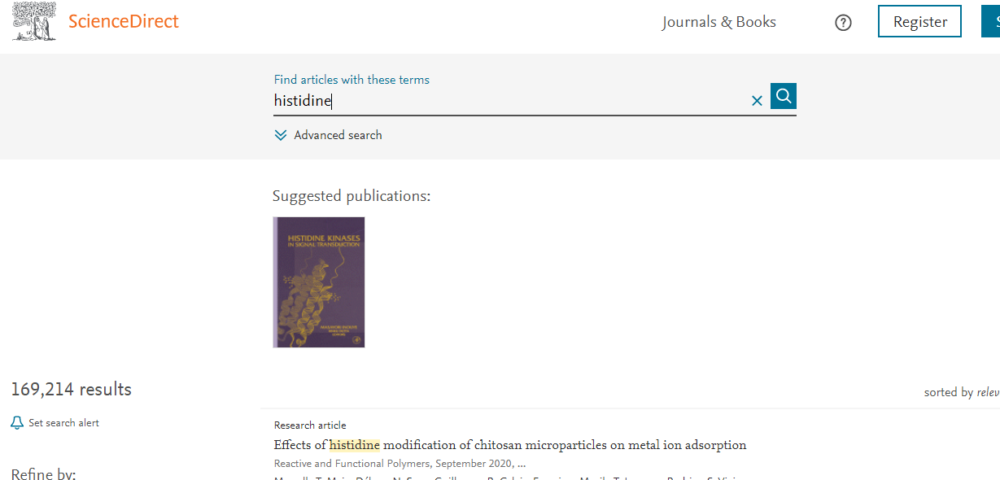 ScienceDirect
Journals & Books
Register
Find articles with these terms
histidine
Advanced search
Suggested publications:
HISTIDINE KINASES
IN SIGNAL TRANSDUCTION
169,214 results
sorted by relev
Set search alert
Research article
Effects of histidine modification of chitosan microparticles on metal ion adsorption
Reactive and Functional Polymers, September 2020, ...
Refine by: